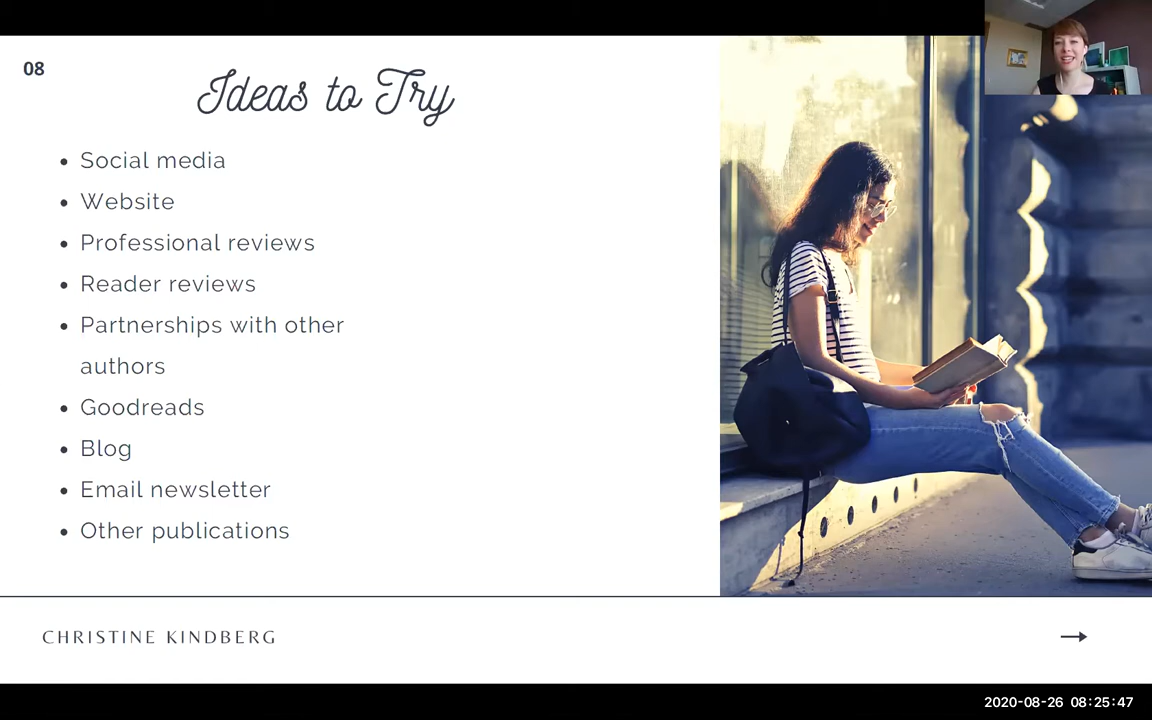 08
Ideas to Try
• Social media
• Website
• Professional reviews
• Reader reviews
• Partnerships with other
authors
• Goodreads
• Blog
• Email newsletter
• Other publications
CHRISTINE KINDBERG
2020-08-26 08:25:47